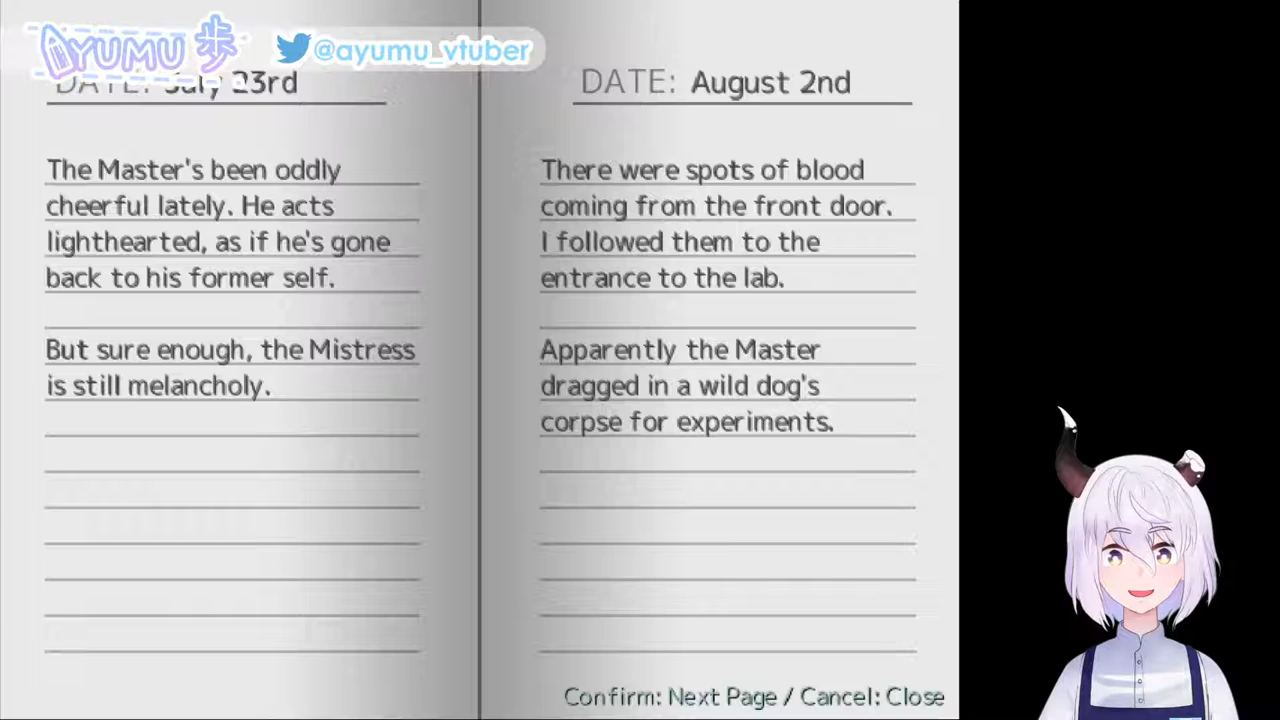 AYUMU 歩
@ayumu_vtuber
DATE: July 23rd
The Master's been oddly
cheerful lately. He acts
lighthearted, as if he's gone
back to his former self.
But sure enough, the Mistress
is still melancholy.
DATE: August 2nd
There were spots of blood
coming from the front door.
I followed them to the
entrance to the lab.
Apparently the Master
dragged in a wild dog's
corpse for experiments.
Confirm: Next Page / Cancel: Close